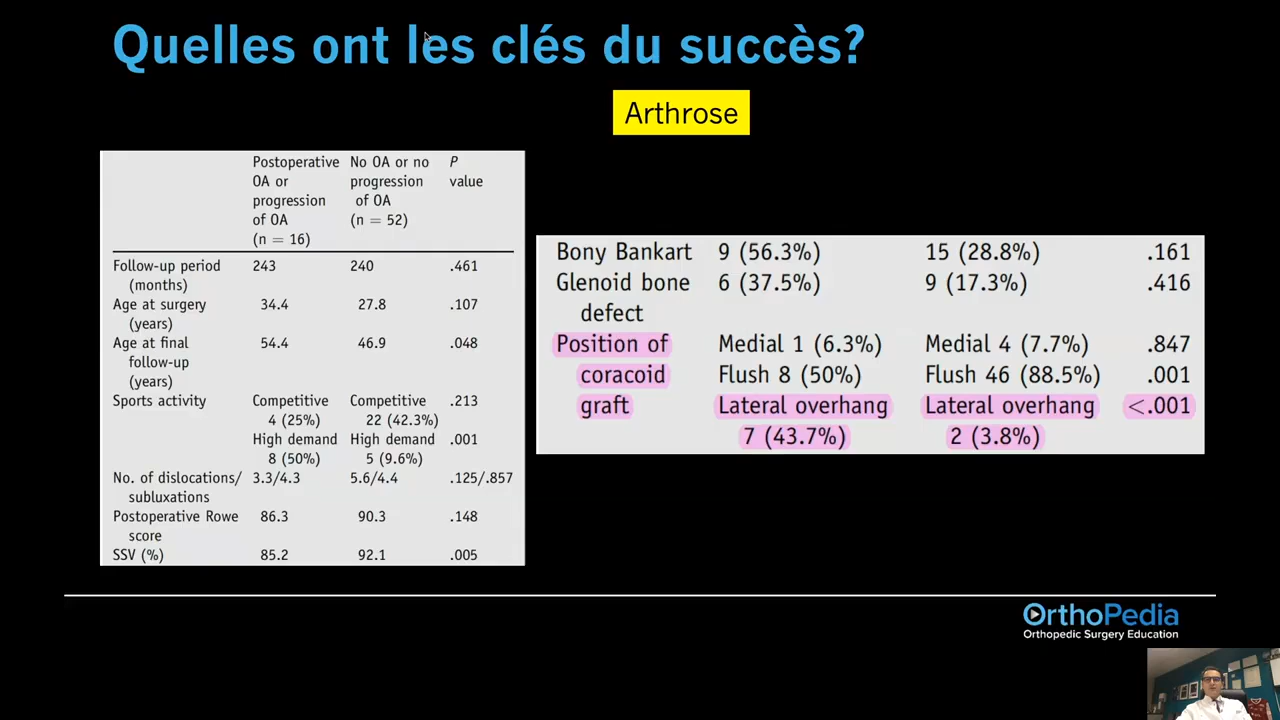 Quelles ont les clés du succès?
Arthrose
Postoperative No OA or no P
OA or progression value
progression of OA
of OA (n = 52)
(n = 16)
Follow-up period 243 240 .461
(months)
Age at surgery 34.4 27.8 .107
(years)
Age at final 54.4 46.9 .048
follow-up
(years)
Sports activity Competitive Competitive .213
4 (25%) 22 (42.3%)
High demand High demand .001
8 (50%) 5 (9.6%)
No. of dislocations/ 3.3/4.3 5.6/4.4 .125/.857
subluxations
Postoperative Rowe 86.3 90.3 .148
score
SSV (%) 85.2 92.1 .005
Bony Bankart 9 (56.3%) 15 (28.8%) .161
Glenoid bone 6 (37.5%) 9 (17.3%) .416
defect
Position of Medial 1 (6.3%) Medial 4 (7.7%) .847
coracoid Flush 8 (50%) Flush 46 (88.5%) .001
graft Lateral overhang Lateral overhang <.001
7 (43.7%) 2 (3.8%)
OrthoPedia
Orthopedic Surgery Education